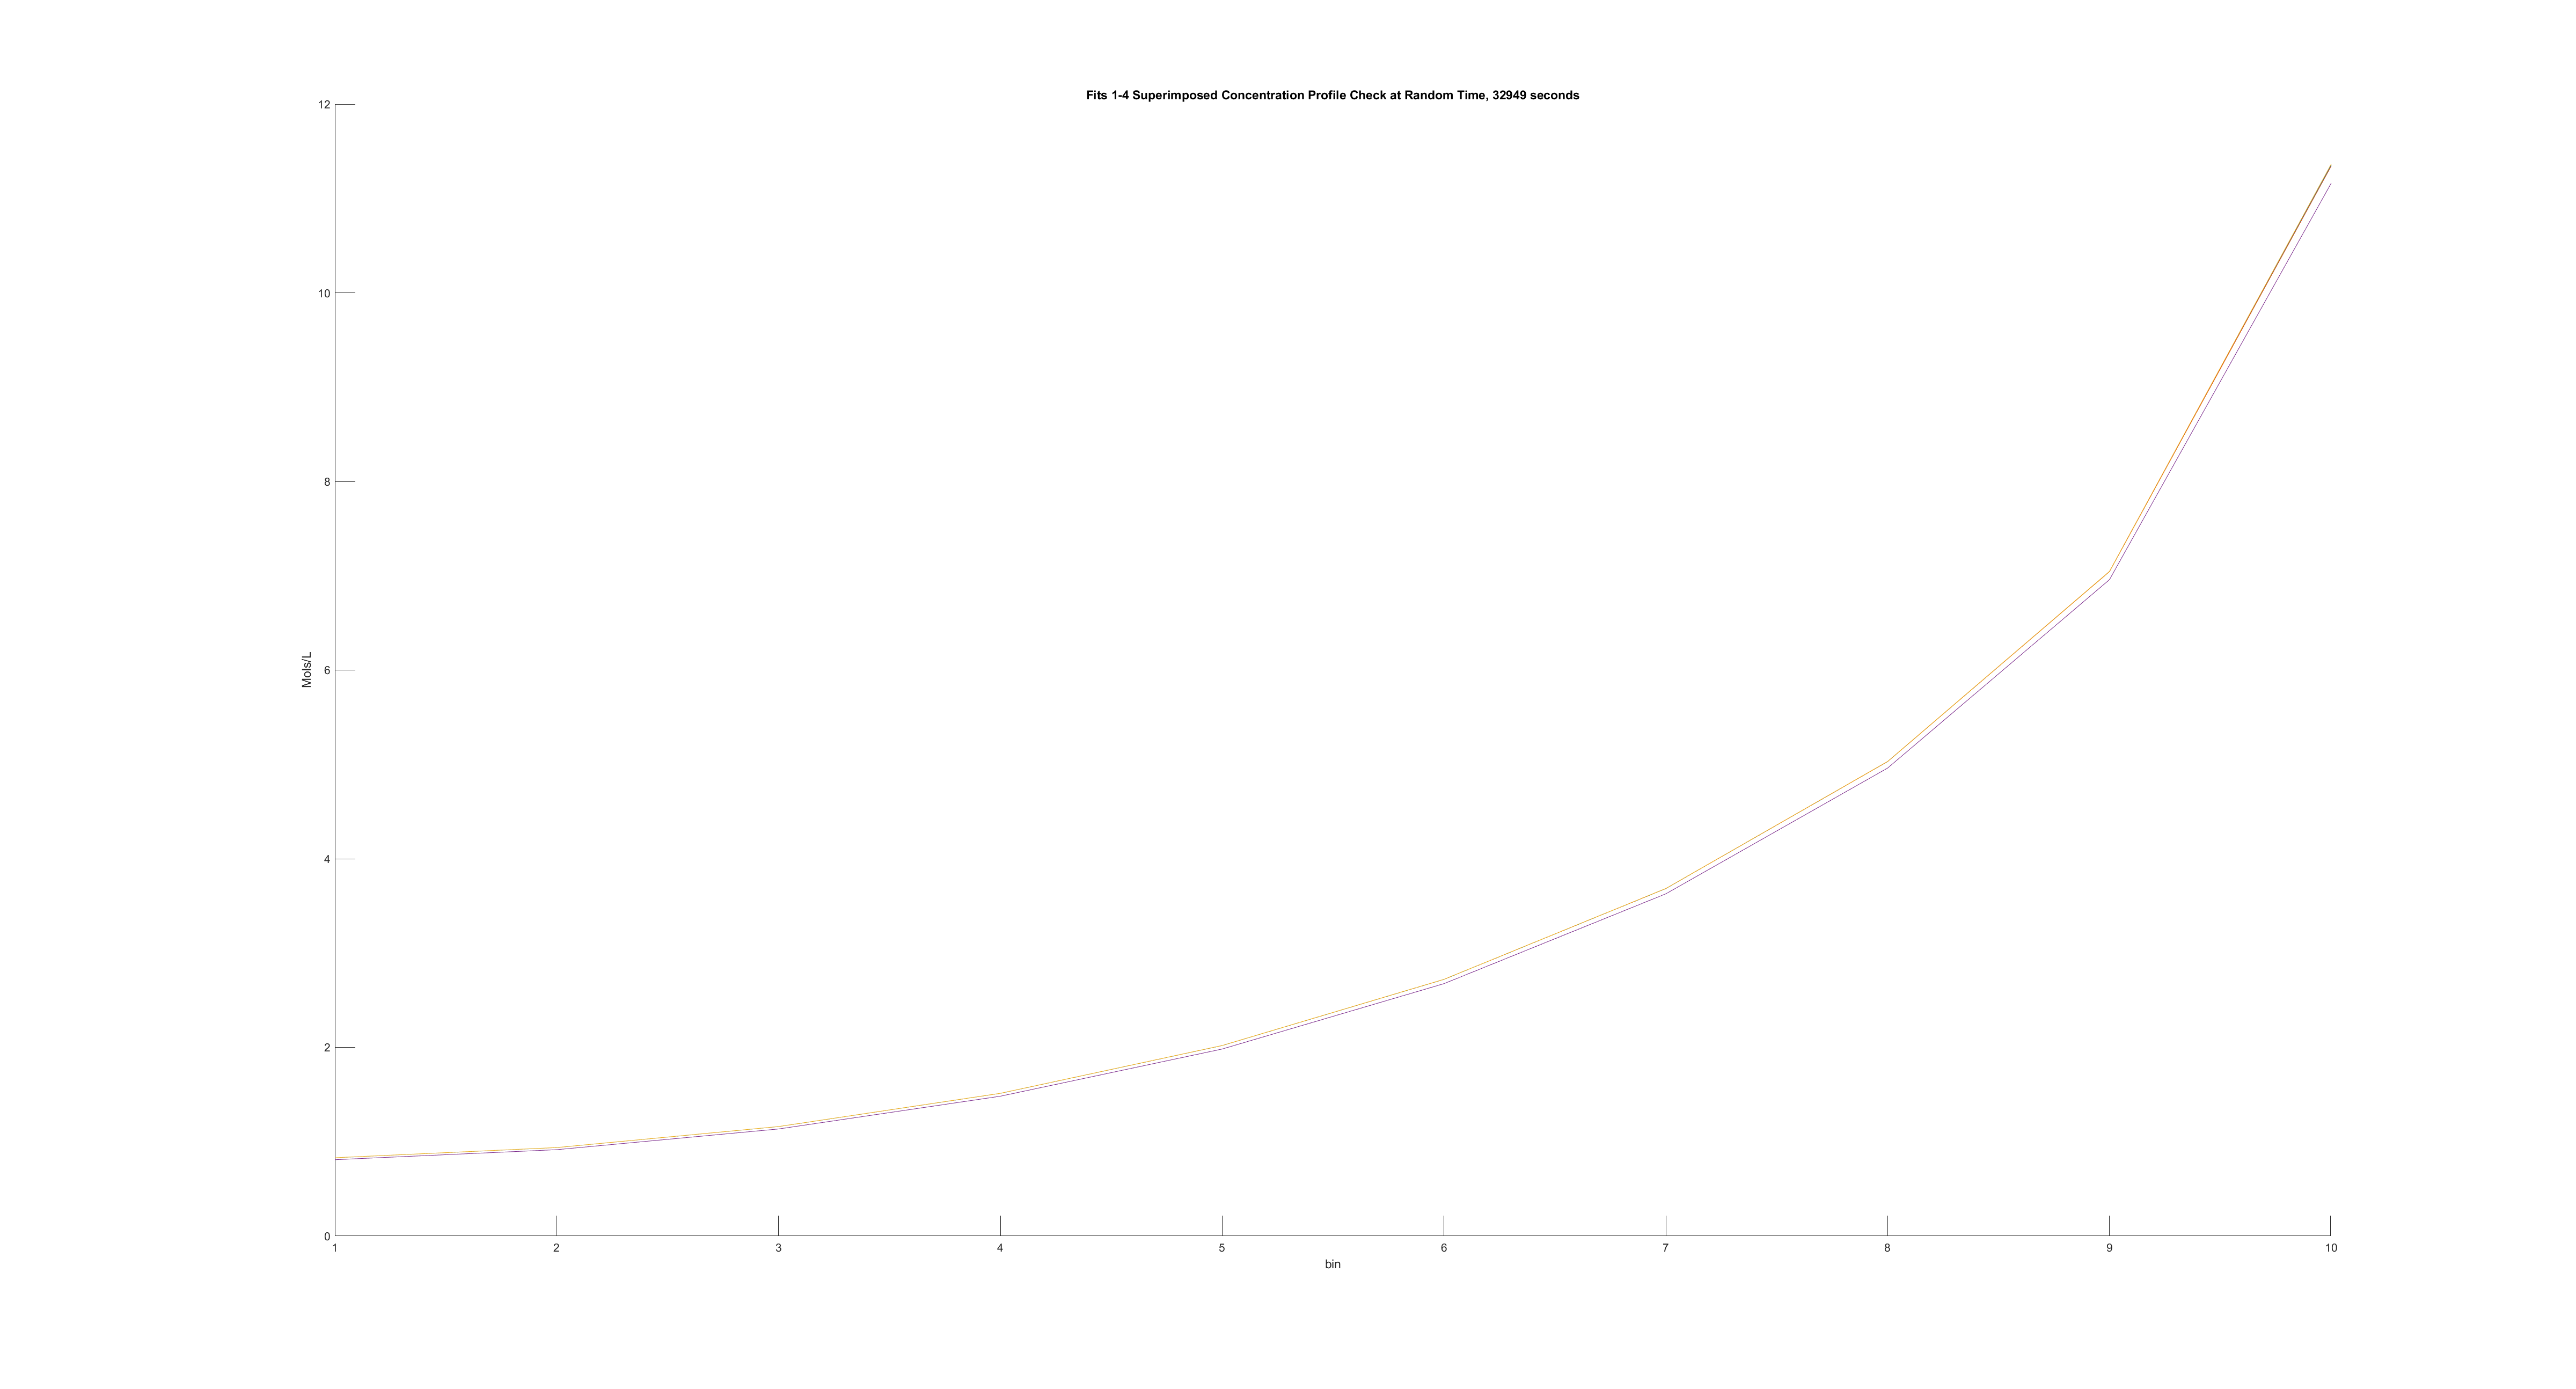 Fits 1-4 Superimposed Concentration Profile Check at Random Time, 32949 seconds
12
10
8
6
4
2
0
Mols/L
1 2 3 4 5 6 7 8 9 10
bin